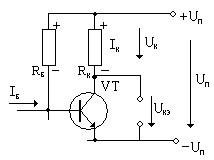 + + +Uп
Iк Uк
Rб − Rк − Uп
VT
Iб Uкэ
−Uп